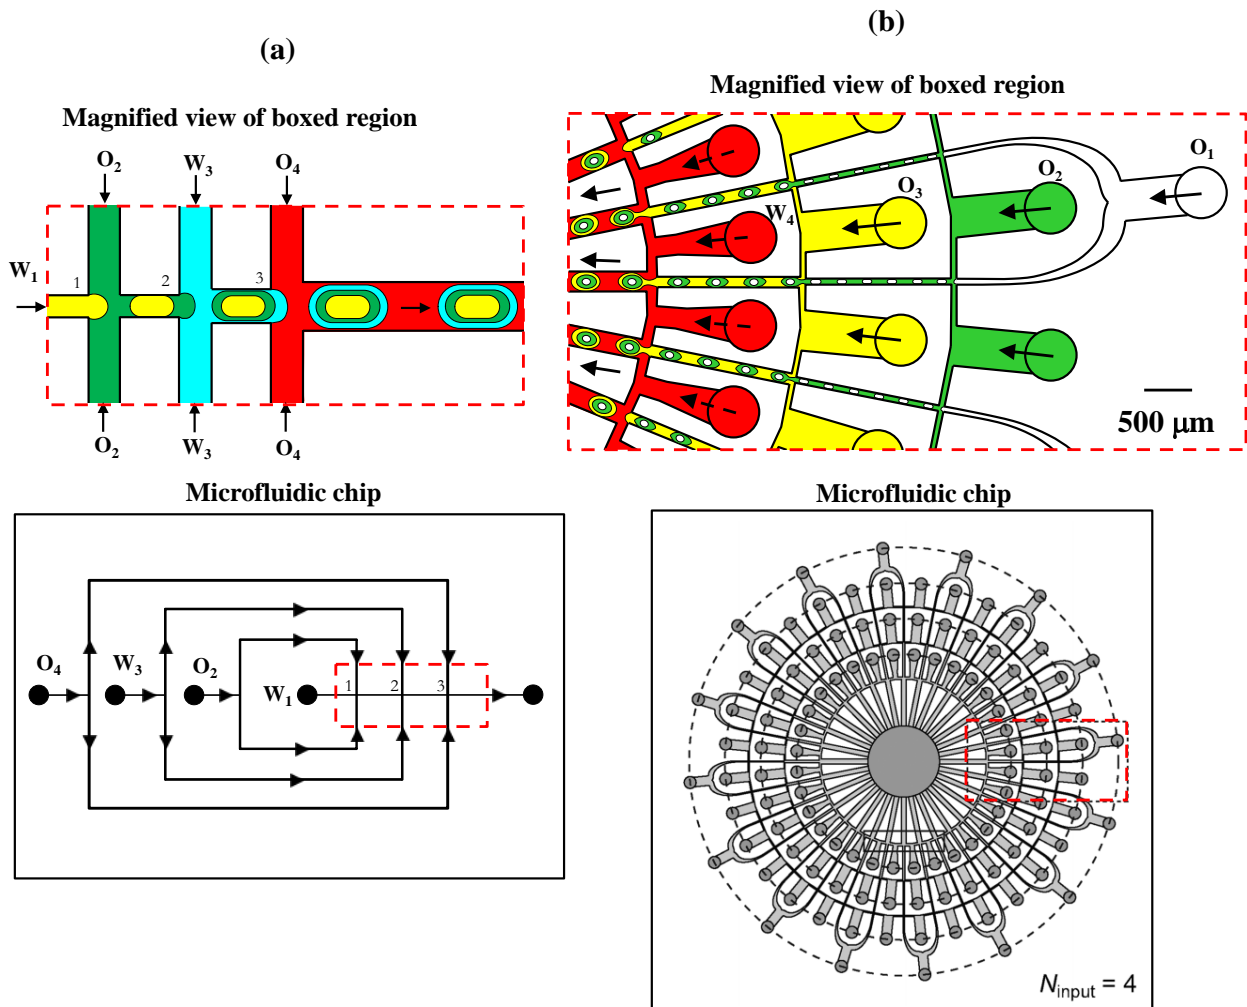 (a)
Magnified view of boxed region
O2 W3 O4
W1
1 2 3
O2 W3 O4
Microfluidic chip
O4 W3 O2 W1 1 2 3
(b)
Magnified view of boxed region
O1
O2
O3
W4
500 μm
Microfluidic chip
Ninput = 4